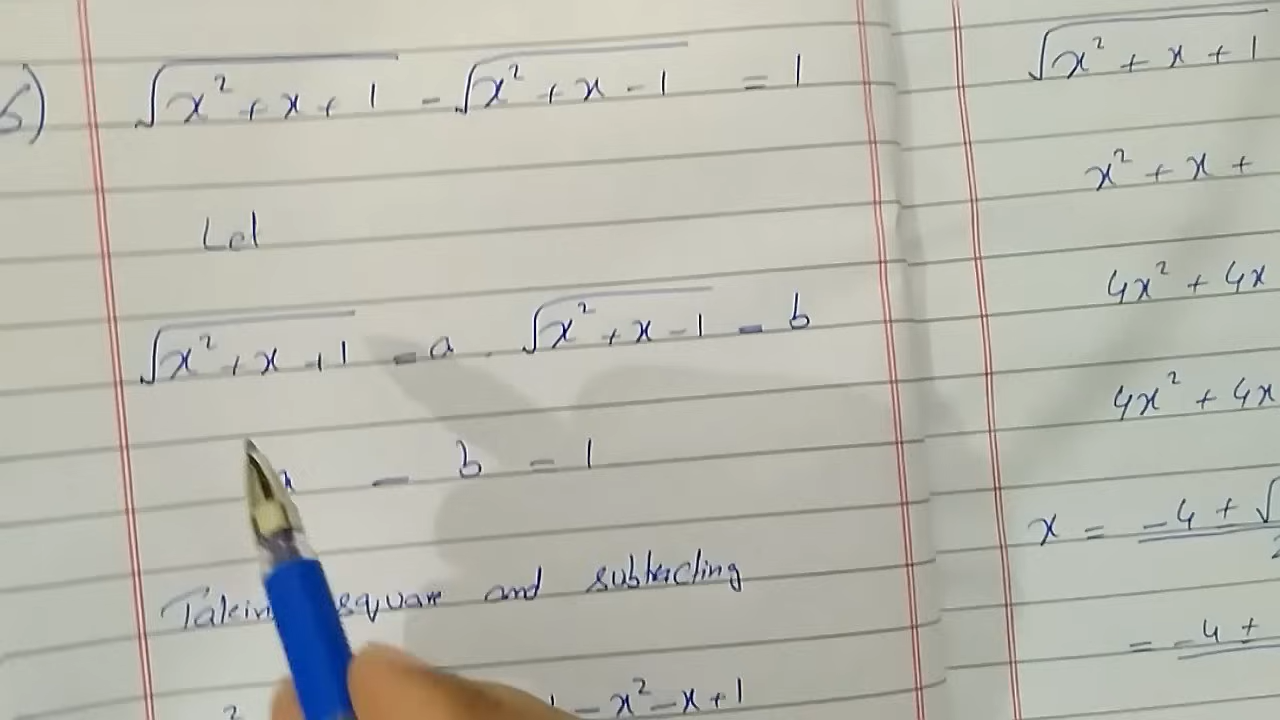 5) √x² + x + 1 - √x² + x - 1 = 1
Let
√x² + x + 1 = a . √x² + x - 1 = b
- b = 1
Taking square and subtracting
- x² - x + 1
√x² + x + 1
x² + x +
4x² + 4x
4x² + 4x
x = -4 + √
= -4 ±